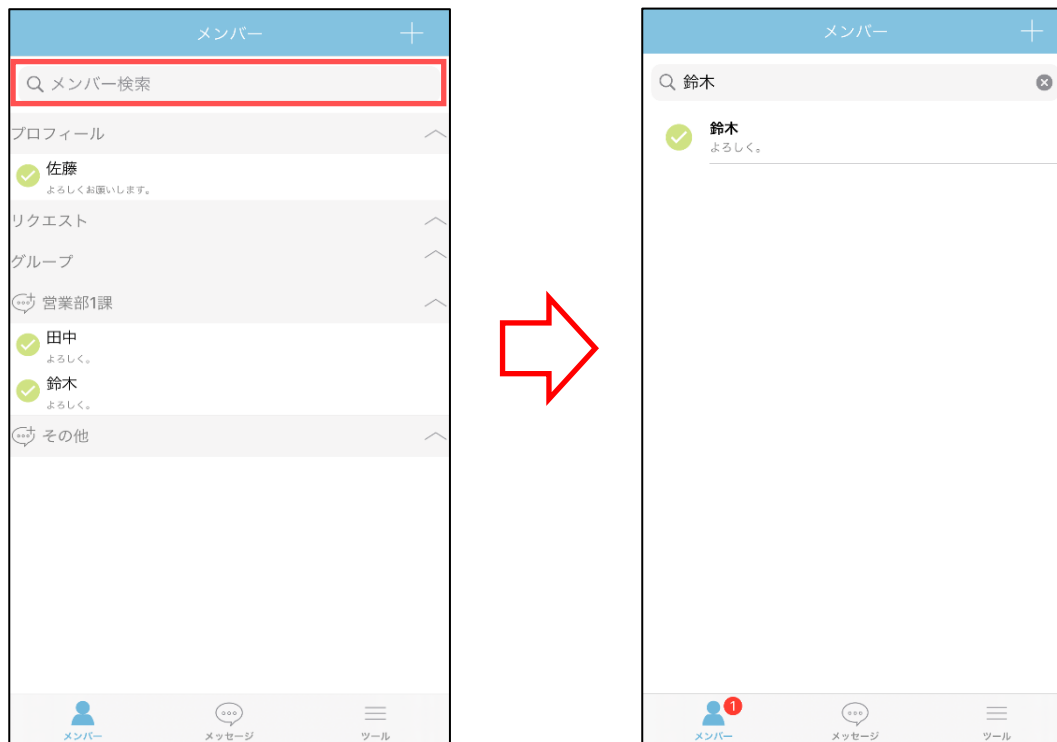 メンバー
メンバー検索
プロフィール
佐藤
よろしくお願いします。
リクエスト
グループ
営業部1課
田中
よろしく。
鈴木
よろしく。
その他
メンバー
メッセージ
ツール
メンバー
鈴木
鈴木
よろしく。
1
メンバー
メッセージ
ツール